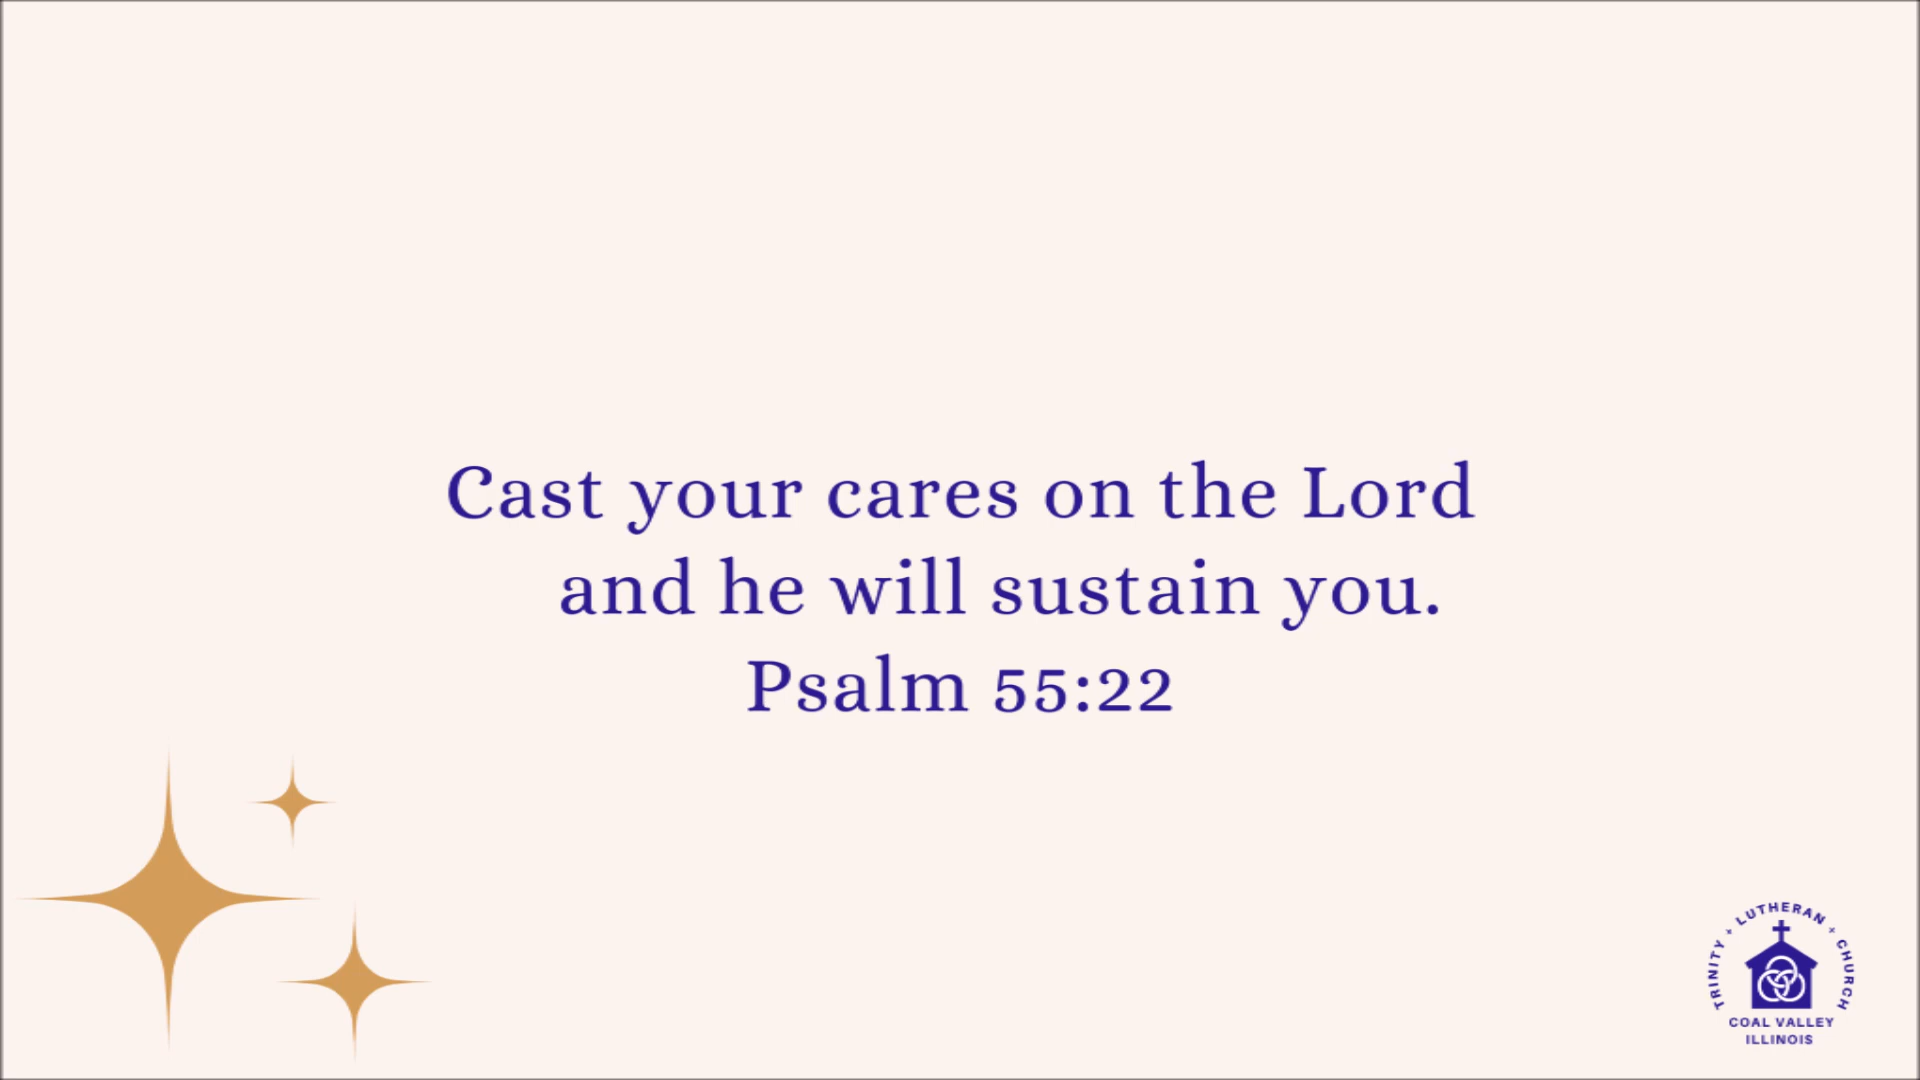 Cast your cares on the Lord
and he will sustain you.
Psalm 55:22
TRINITY + LUTHERAN + CHURCH
COAL VALLEY
ILLINOIS